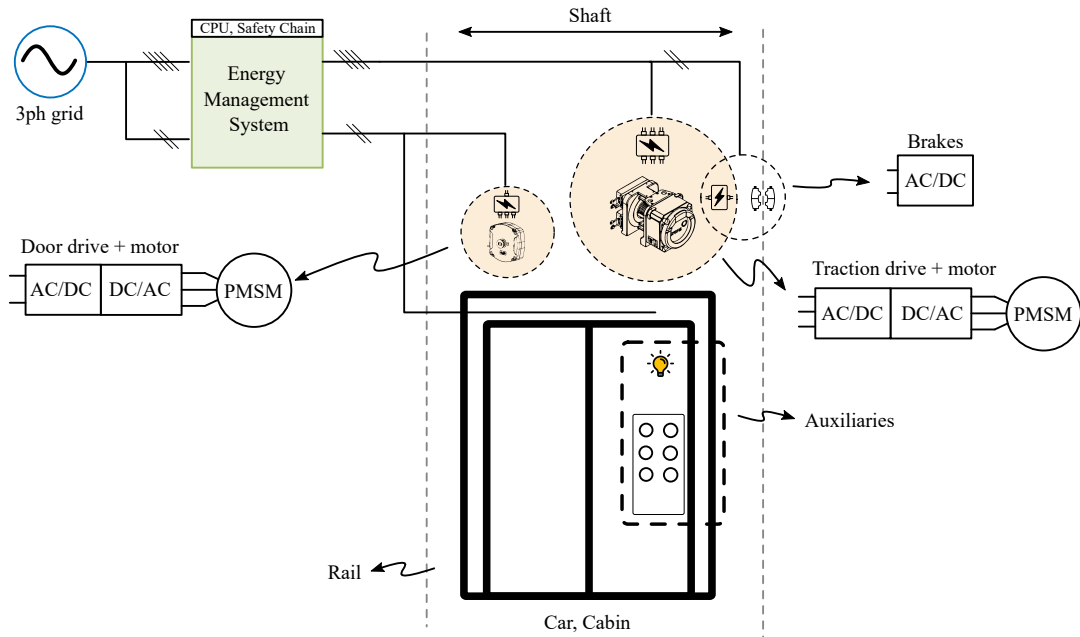 Shaft
CPU, Safety Chain
Energy
Management
System
3ph grid
Brakes
AC/DC
Door drive + motor
AC/DC
DC/AC
PMSM
Traction drive + motor
AC/DC
DC/AC
PMSM
Auxiliaries
Rail
Car, Cabin